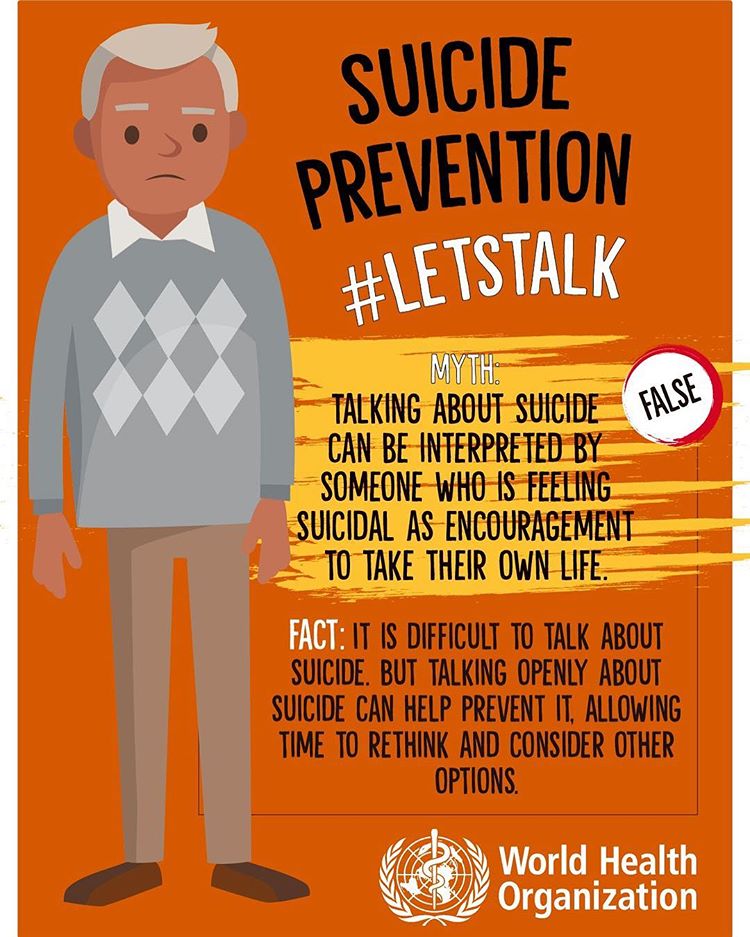 SUICIDE
PREVENTION
#LETSTALK
MYTH:
TALKING ABOUT SUICIDE
CAN BE INTERPRETED BY
SOMEONE WHO IS FEELING
SUICIDAL AS ENCOURAGEMENT
TO TAKE THEIR OWN LIFE.
FALSE
FACT: IT IS DIFFICULT TO TALK ABOUT
SUICIDE. BUT TALKING OPENLY ABOUT
SUICIDE CAN HELP PREVENT IT, ALLOWING
TIME TO RETHINK AND CONSIDER OTHER
OPTIONS.
World Health
Organization